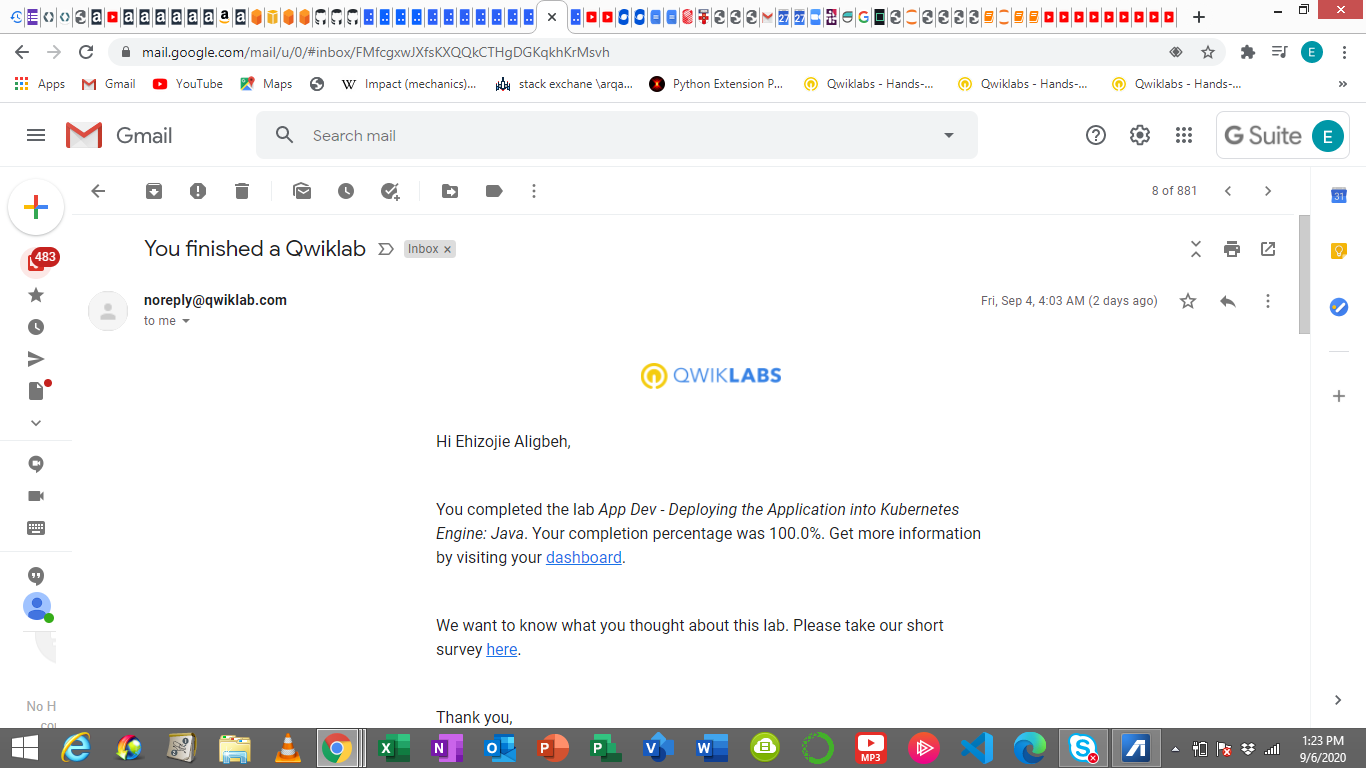 mail.google.com/mail/u/0/#inbox/FMfcgxwJXfsKXQQkCTHgDGKqkhKrMsvh
E
Apps Gmail YouTube Maps Impact (mechanics)... stack exchane \arqa... Python Extension P... Qwiklabs - Hands-... Qwiklabs - Hands-... Qwiklabs - Hands-... »
Gmail Search mail G Suite E
8 of 881
31
You finished a Qwiklab Inbox x
483
noreply@qwiklab.com Fri, Sep 4, 4:03 AM (2 days ago)
to me
QWIKLABS
Hi Ehizojie Aligbeh,
You completed the lab App Dev - Deploying the Application into Kubernetes
Engine: Java. Your completion percentage was 100.0%. Get more information
by visiting your dashboard.
We want to know what you thought about this lab. Please take our short
survey here.
No H
Thank you,
MP3
1:23 PM
9/6/2020